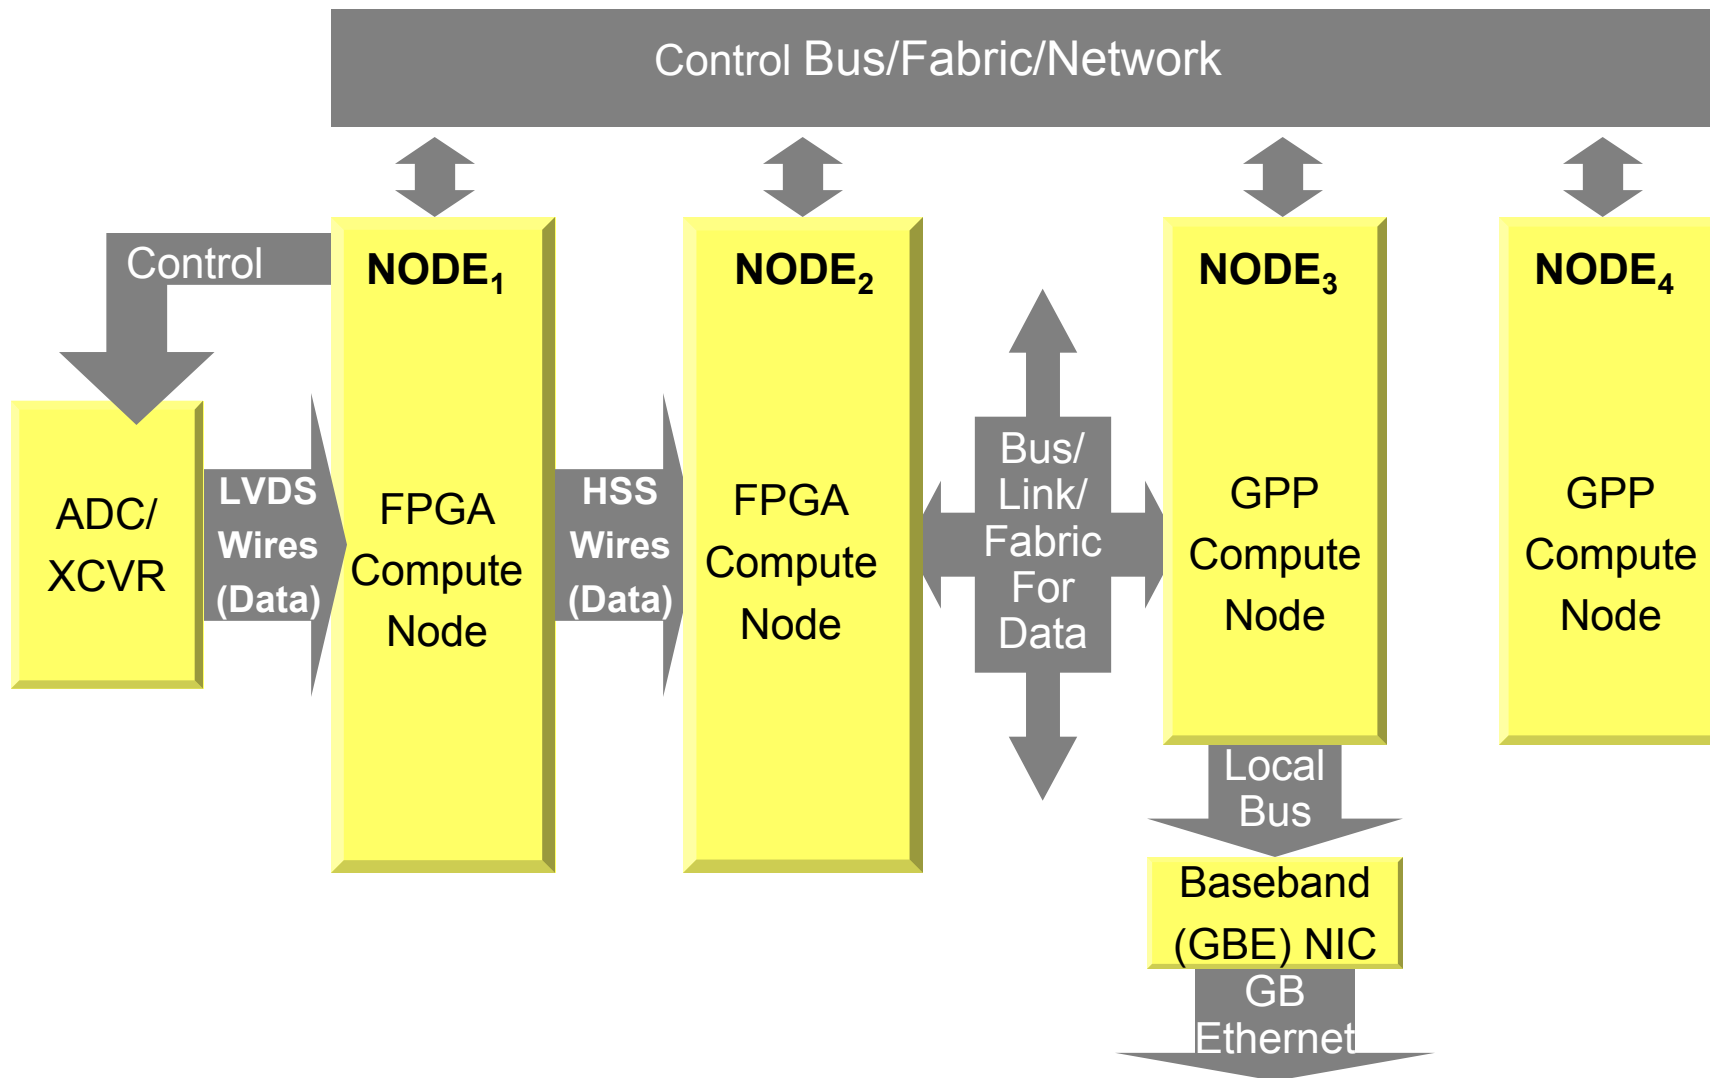 Control Bus/Fabric/Network
Control
NODE₁
NODE₂
NODE₃
NODE₄
ADC/
XCVR
LVDS
Wires
(Data)
FPGA
Compute
Node
HSS
Wires
(Data)
FPGA
Compute
Node
Bus/
Link/
Fabric
For
Data
GPP
Compute
Node
GPP
Compute
Node
Local
Bus
Baseband
(GBE) NIC
GB
Ethernet